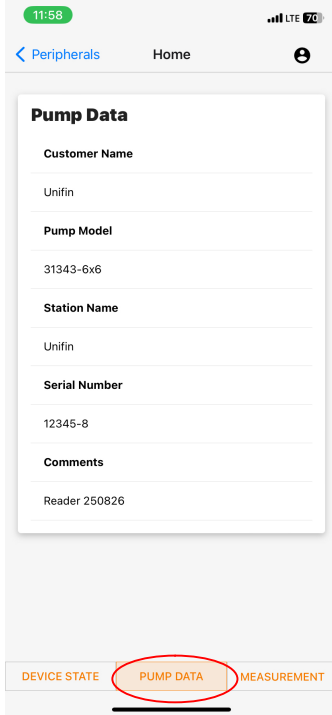 11:58
LTE 70
Peripherals Home
Pump Data
Customer Name
Unifin
Pump Model
31343-6x6
Station Name
Unifin
Serial Number
12345-8
Comments
Reader 250826
DEVICE STATE PUMP DATA MEASUREMENT